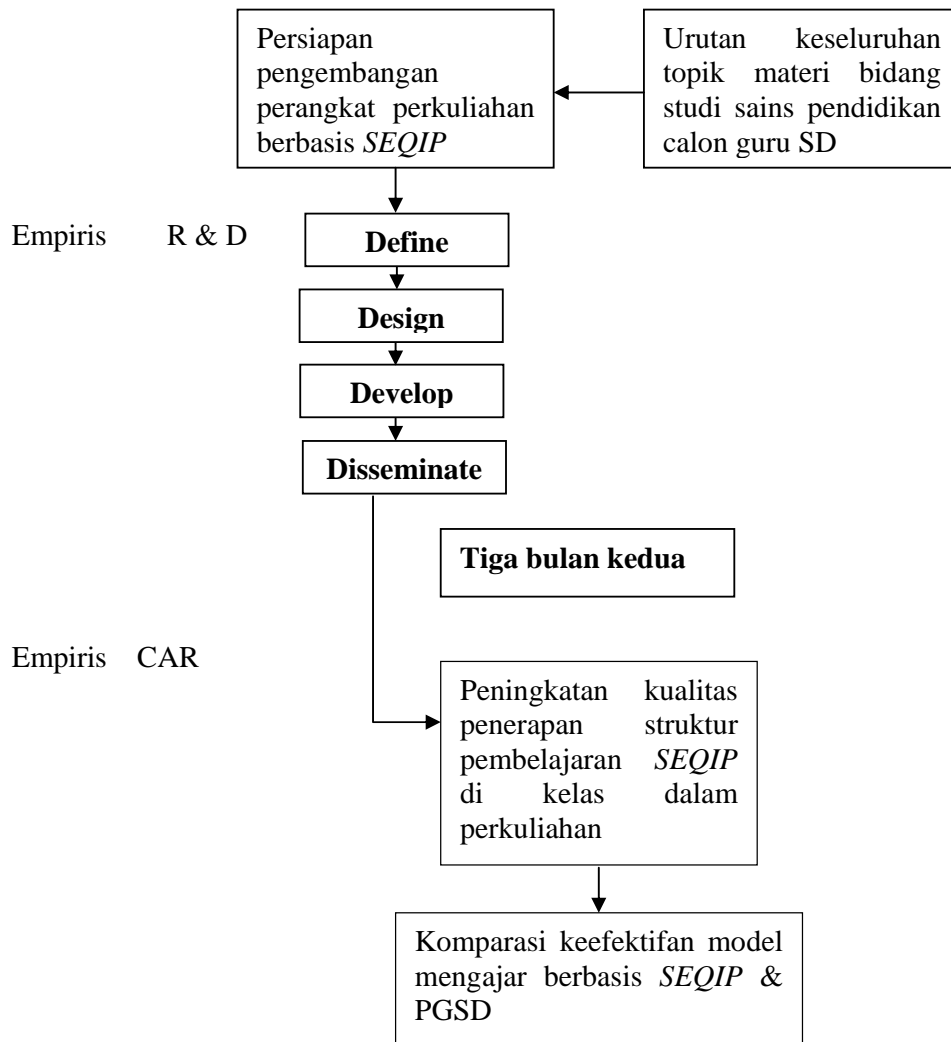 Persiapan
pengembangan
perangkat perkuliahan
berbasis SEQIP
Urutan keseluruhan
topik materi bidang
studi sains pendidikan
calon guru SD
Empiris R & D
Define
Design
Develop
Disseminate
Tiga bulan kedua
Empiris CAR
Peningkatan kualitas
penerapan struktur
pembelajaran SEQIP
di kelas dalam
perkuliahan
Komparasi keefektifan model
mengajar berbasis SEQIP &
PGSD